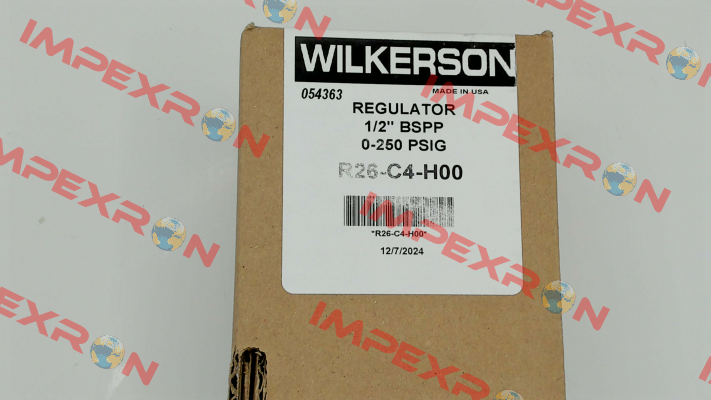 WILKERSON
MADE IN USA
054363
REGULATOR
1/2" BSPP
0-250 PSIG
R26-C4-H00
*R26-C4-H00*
12/7/2024
IMPEXRON
IMPEXRON
IMPEXRON
IMPEXRON
IMPEXRON
IMPEXRON